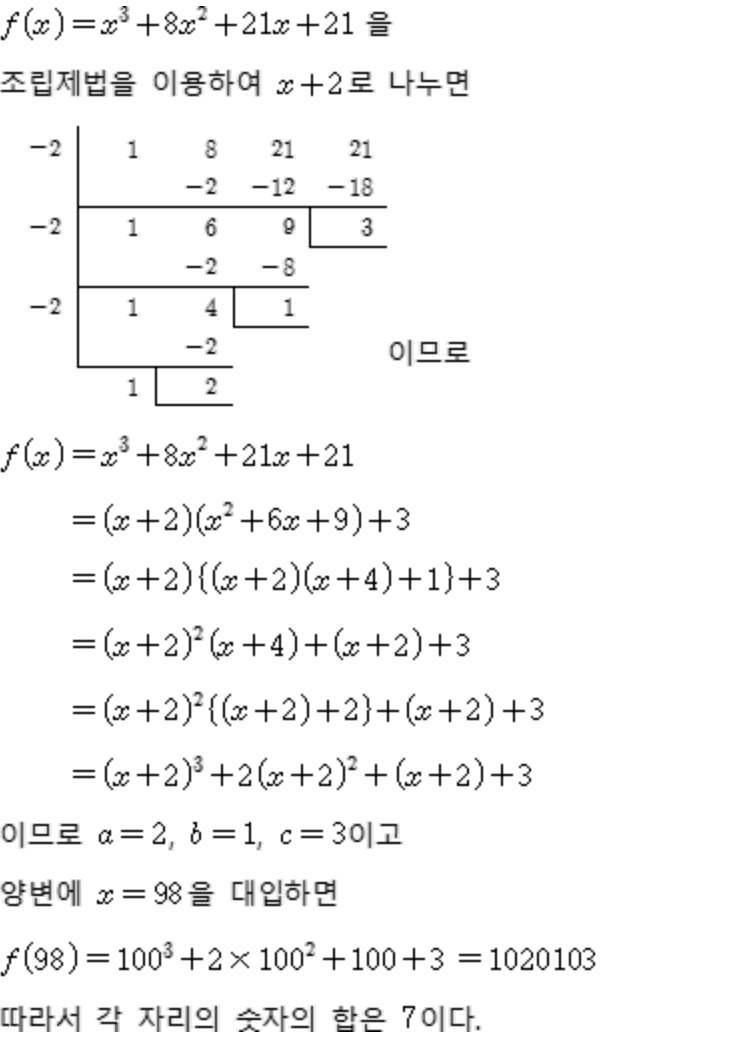 f(x)=x³+8x²+21x+21 을
조립제법을 이용하여 x+2로 나누면
-2 1 8 21 21
-2 -12 -18
-2 1 6 9 3
-2 -8
-2 1 4 1
-2
이므로
1 2
f(x)=x³+8x²+21x+21
=(x+2)(x²+6x+9)+3
=(x+2){(x+2)(x+4)+1}+3
=(x+2)²(x+4)+(x+2)+3
=(x+2)²{(x+2)+2}+(x+2)+3
=(x+2)³+2(x+2)²+(x+2)+3
이므로 a=2, b=1, c=3이고
양변에 x=98을 대입하면
f(98)=100³+2×100²+100+3 =1020103
따라서 각 자리의 숫자의 합은 7이다.